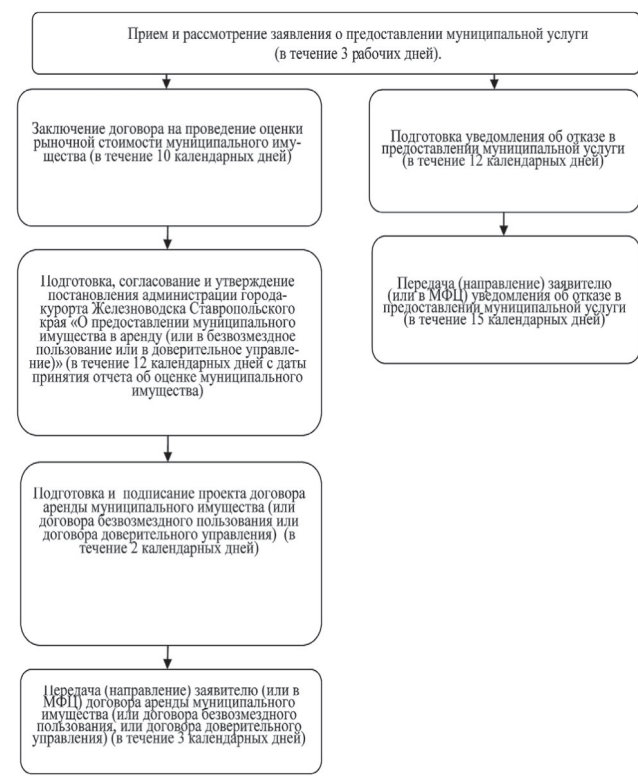 Прием и рассмотрение заявления о предоставлении муниципальной услуги
(в течение 3 рабочих дней).
Заключение договора на проведение оценки
рыночной стоимости муниципального иму-
щества (в течение 10 календарных дней)
Подготовка, согласование и утверждение
постановления администрации города-
курорта Железноводска Ставропольского
края «О предоставлении муниципального
имущества в аренду (или в безвозмездное
пользование или в доверительное управле-
ние)» (в течение 12 календарных дней с даты
принятия отчета об оценке муниципального
имущества)
Подготовка и подписание проекта договора
аренды муниципального имущества (или
договора безвозмездного пользования или
договора доверительного управления) (в
течение 2 календарных дней)
Передача (направление) заявителю (или в
МФЦ) договора аренды муниципального
имущества (или договора безвозмездного
пользования, или договора доверительного
управления) (в течение 3 календарных дней)
Подготовка уведомления об отказе в
предоставлении муниципальной услуги
(в течение 12 календарных дней)
Передача (направление) заявителю
(или в МФЦ) уведомления об отказе в
предоставлении муниципальной услуги
(в течение 15 календарных дней)